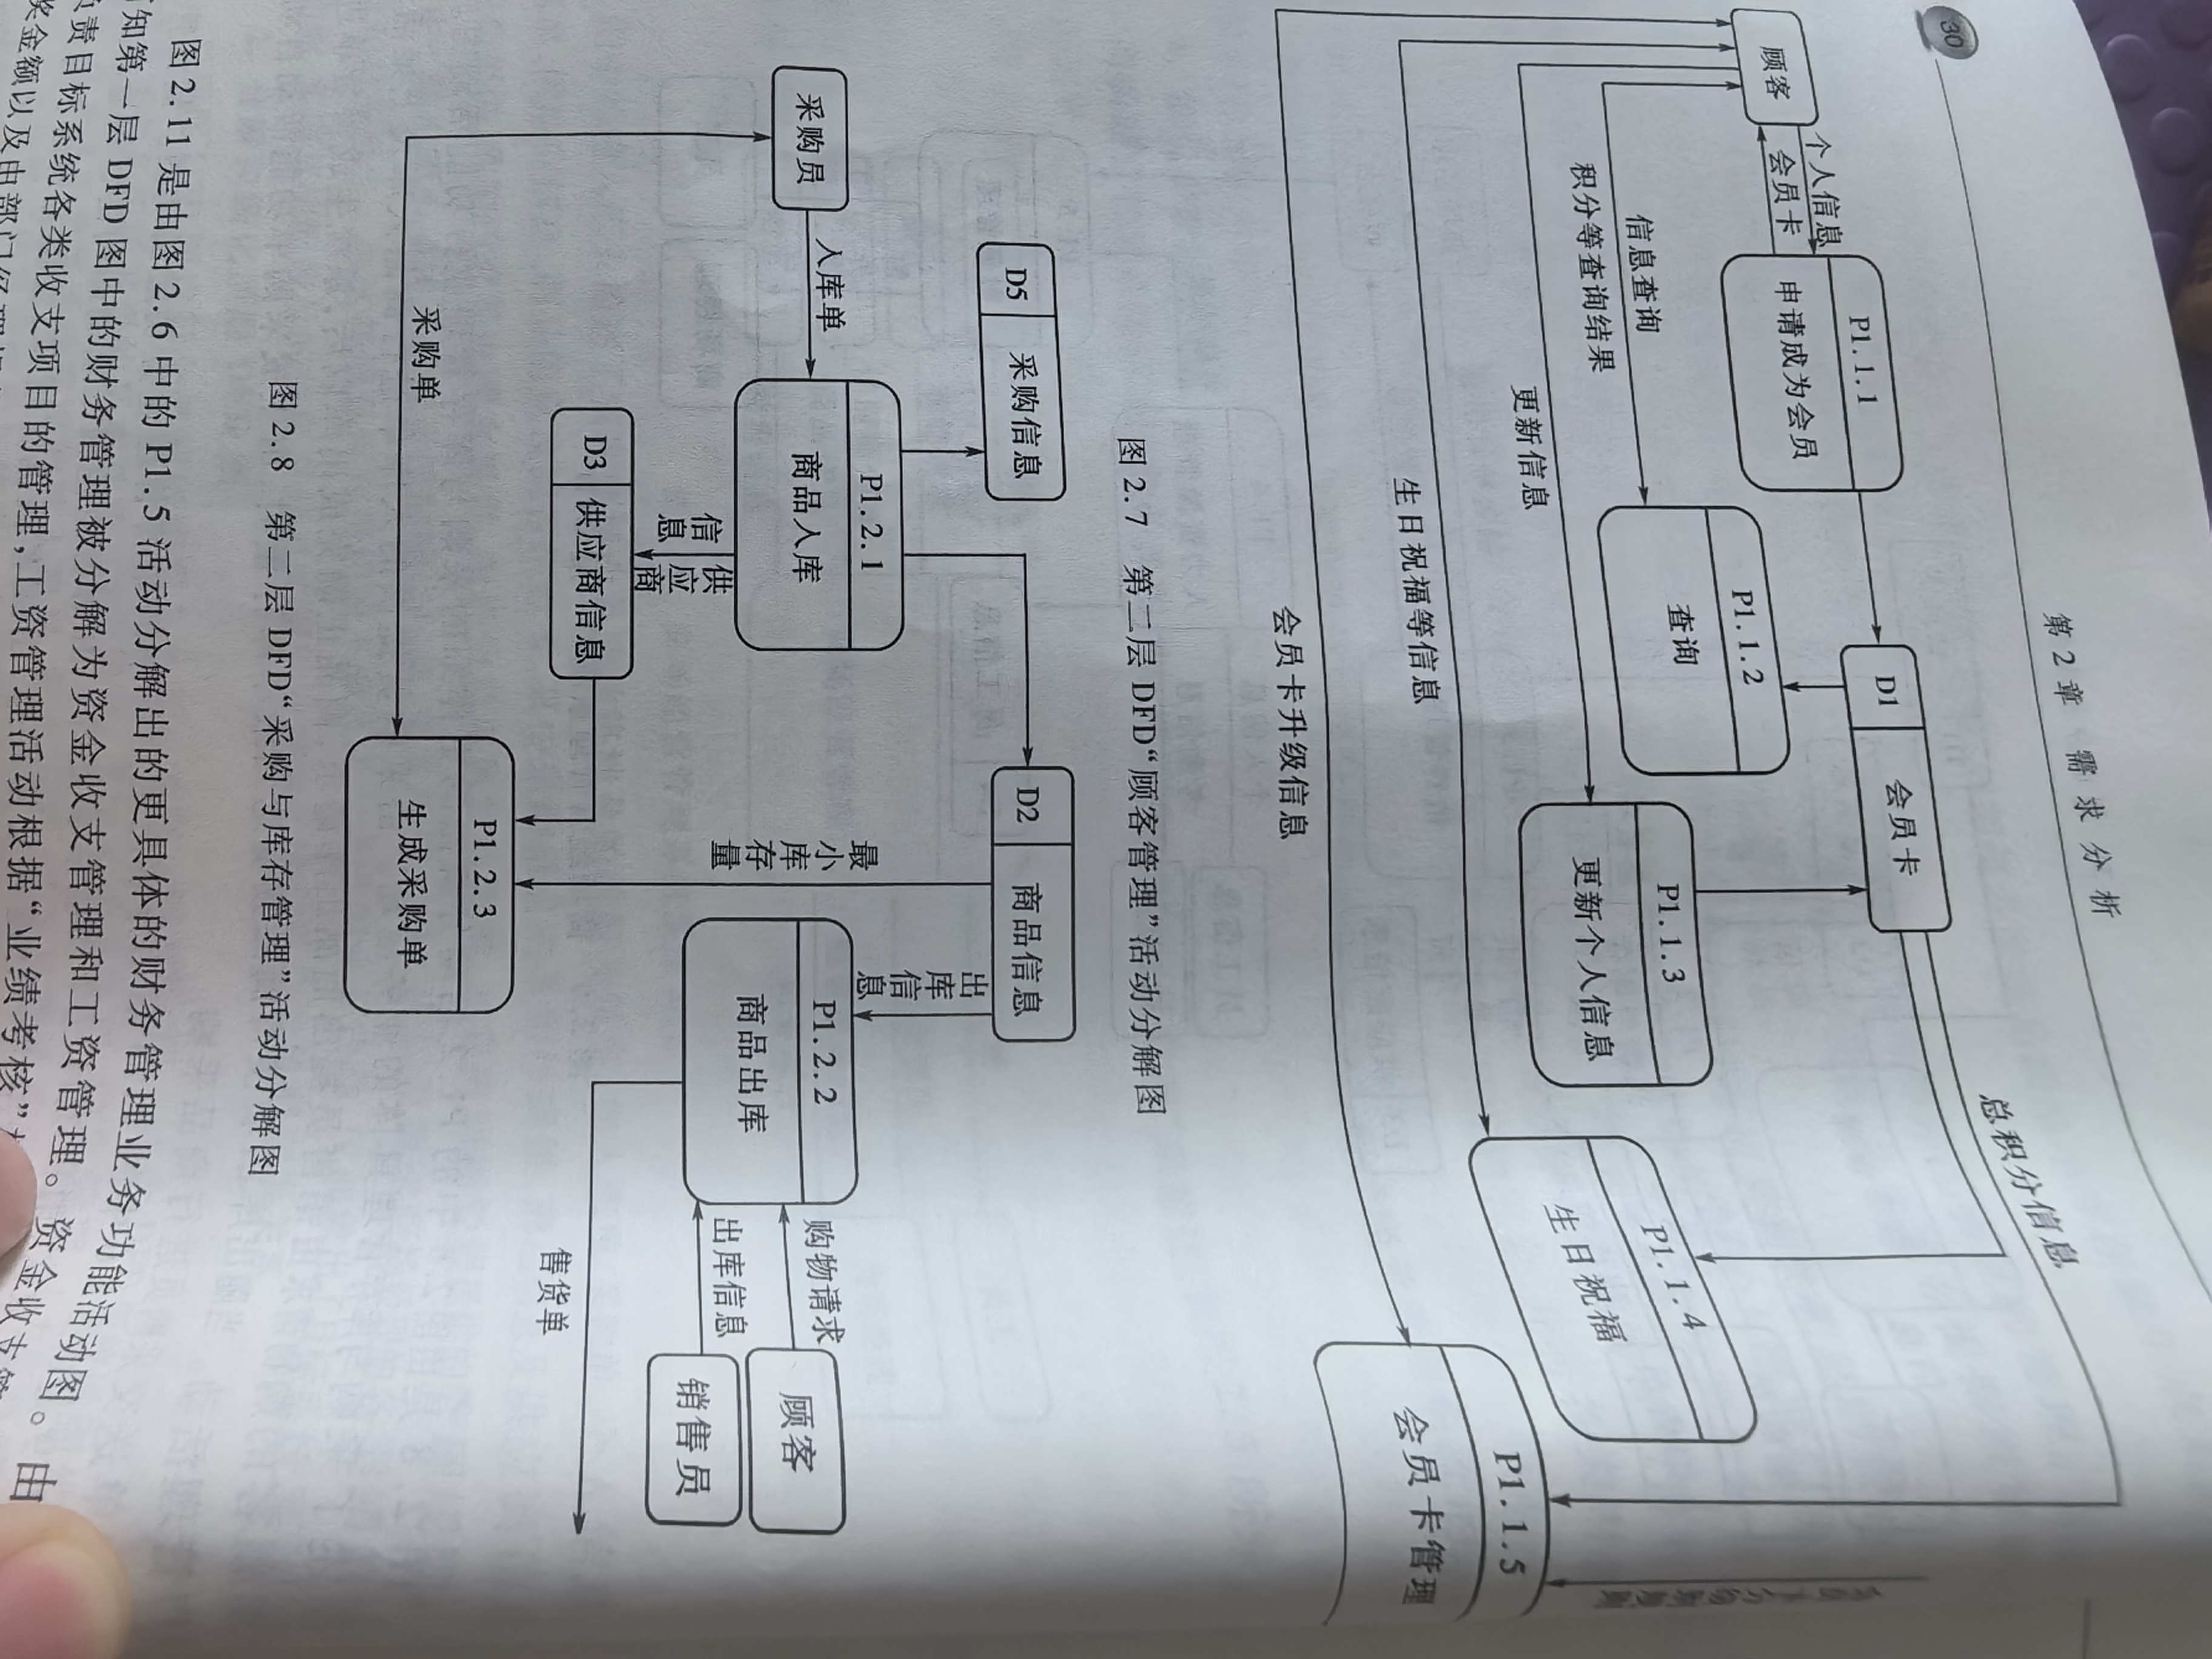 30
第2章 需求分析
顾客
个人信息
会员卡
P1.1.1
申请成为会员
D1
会员卡
总积分信息
信息查询
积分等查询结果
P1.1.2
查询
更新信息
P1.1.3
更新个人信息
生日祝福等信息
P1.1.4
生日祝福
会员卡升级信息
P1.1.5
会员卡管理
图 2.7 第二层 DFD“顾客管理”活动分解图
D5
采购信息
D2
商品信息
采购员
入库单
P1.2.1
商品入库
供应商
信息
D3
供应商信息
最小库存量
出库信息
P1.2.2
商品出库
购物请求
顾客
出库信息
销售员
售货单
采购单
P1.2.3
生成采购单
图 2.8 第二层 DFD“采购与库存管理”活动分解图
图 2.11 是由图 2.6 中的 P1.5 活动分解出的更具体的财务管理业务功能活动图。由
知第一层 DFD 图中的财务管理被分解为资金收支管理和工资管理。资金收支
责目标系统各类收支项目的管理,工资管理活动根据“业绩考核”
奖金额以及由部门经理